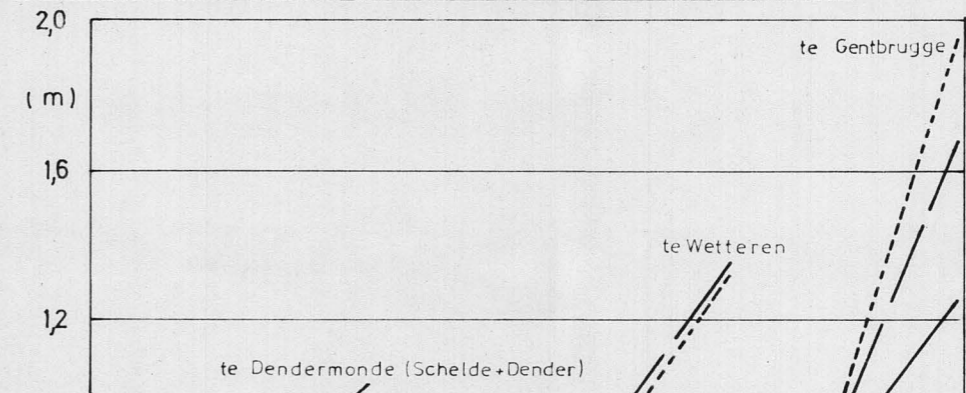 2,0
te Gentbrugge
( m)
1,6
te Wetteren
1,2
te Dendermonde (Schelde+Dender)